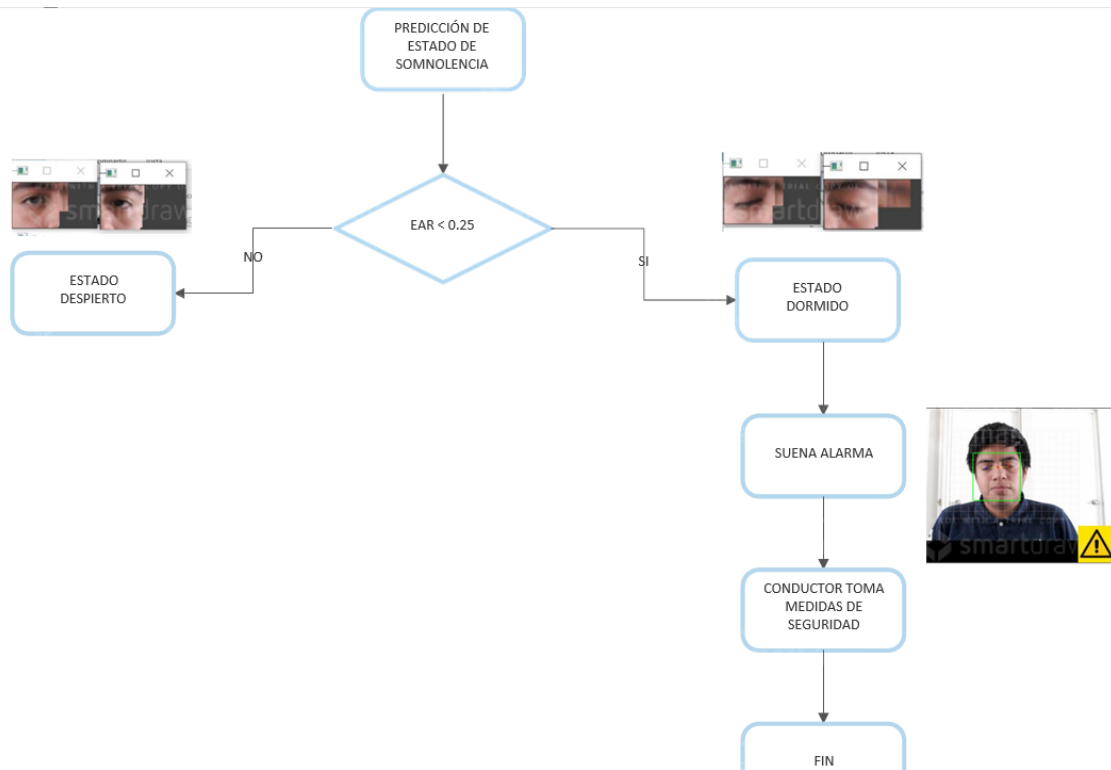 PREDICCIÓN DE
ESTADO DE
SOMNOLENCIA
EAR < 0.25
NO
SI
ESTADO
DESPIERTO
ESTADO
DORMIDO
SUENA ALARMA
CONDUCTOR TOMA
MEDIDAS DE
SEGURIDAD
FIN
smartdraw
smartdraw
smartdraw